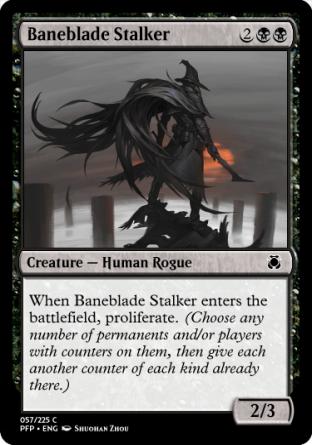 Baneblade Stalker 2
Creature — Human Rogue
When Baneblade Stalker enters the
battlefield, proliferate. (Choose any
number of permanents and/or players
with counters on them, then give each
another counter of each kind already
there.)
057/225 C
PFP • ENG Shuohan Zhou
2/3